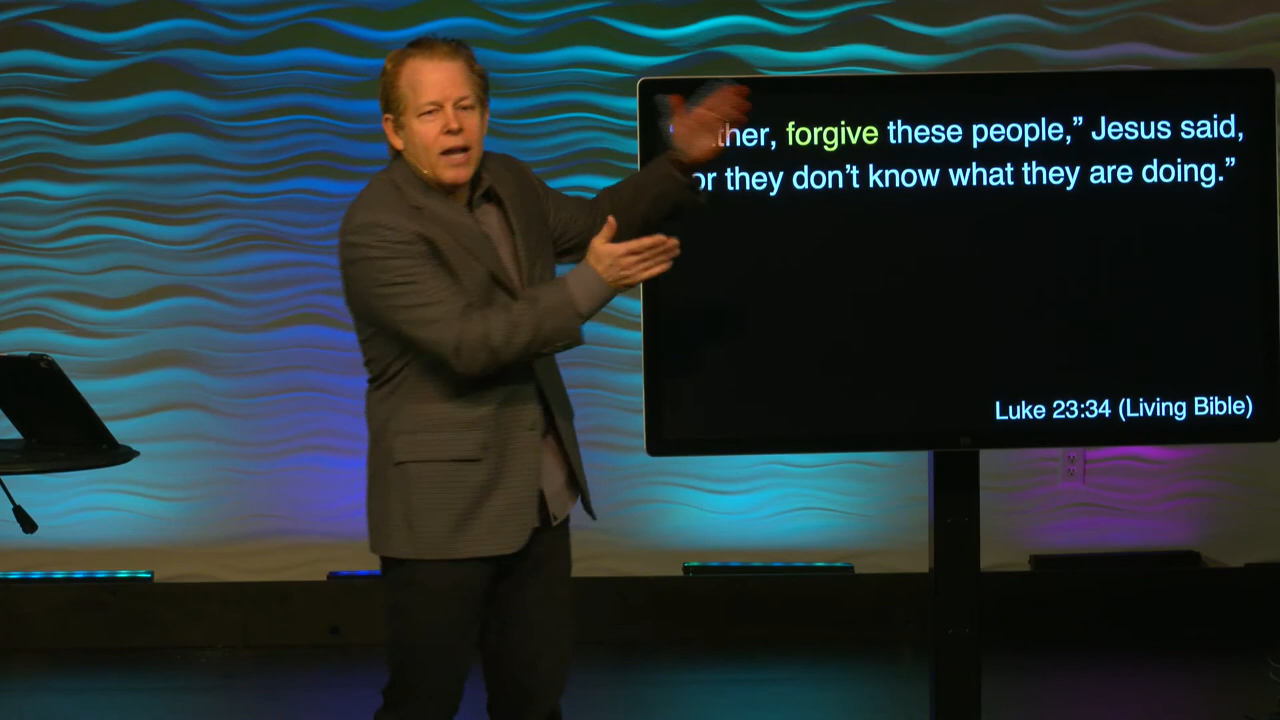 forgive these people,” Jesus said,
they don’t know what they are doing.”
Luke 23:34 (Living Bible)